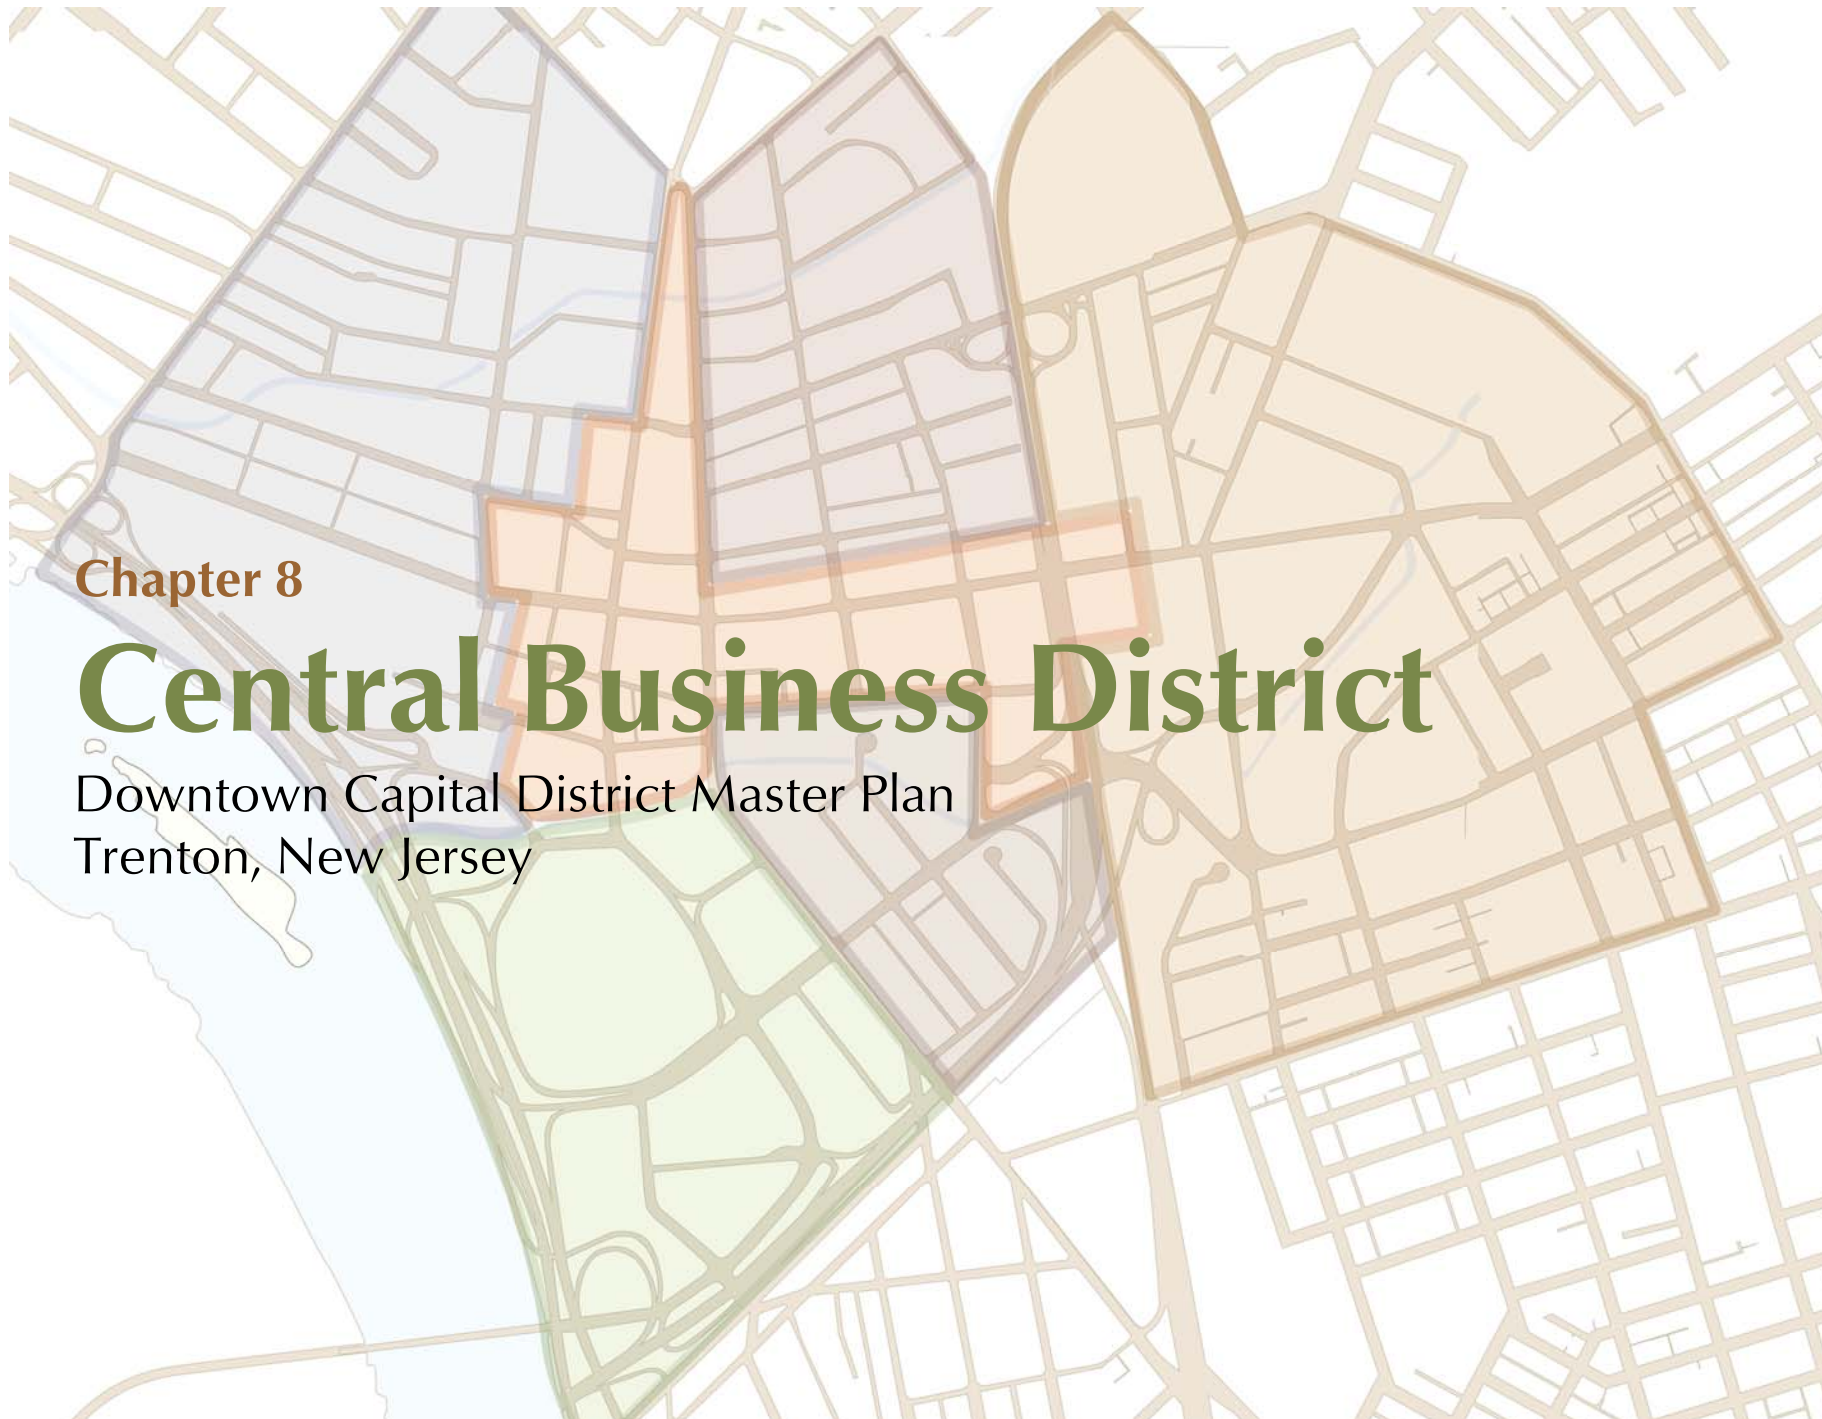 Chapter 8
Central Business District
Downtown Capital District Master Plan
Trenton, New Jersey